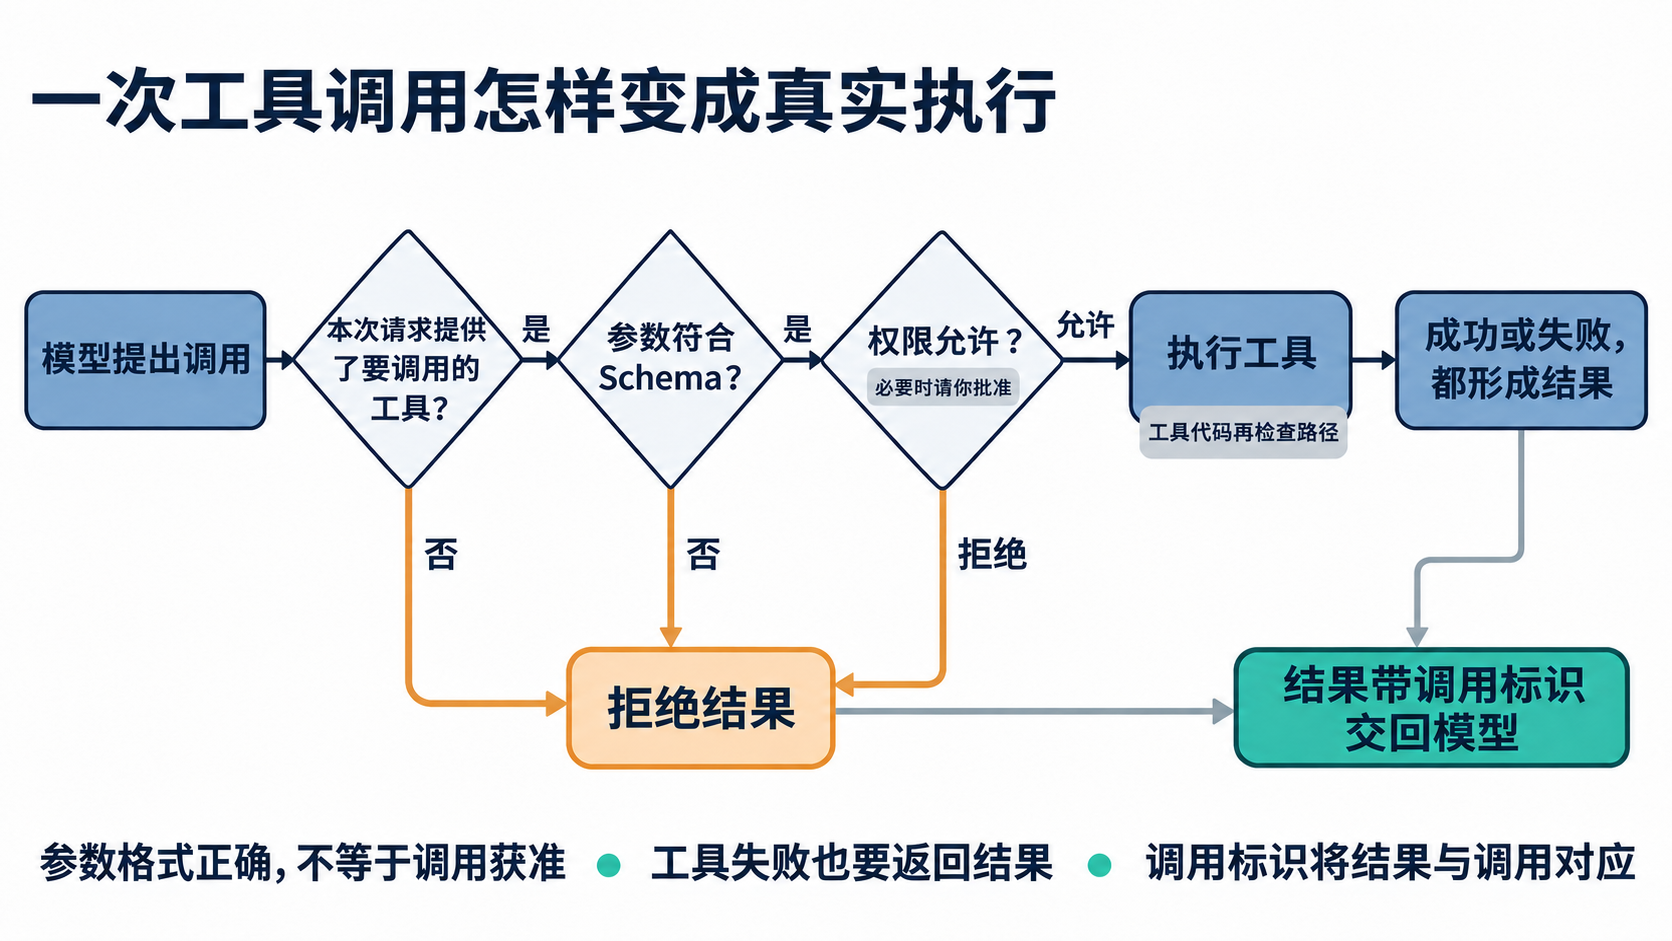 一次工具调用怎样变成真实执行
模型提出调用
本次请求提供
了要调用的
工具？
是
参数符合
Schema？
是
权限允许？
必要时请你批准
允许
执行工具
工具代码再检查路径
成功或失败，
都形成结果
否
否
拒绝
拒绝结果
结果带调用标识
交回模型
参数格式正确，不等于调用获准 ● 工具失败也要返回结果 ● 调用标识将结果与调用对应